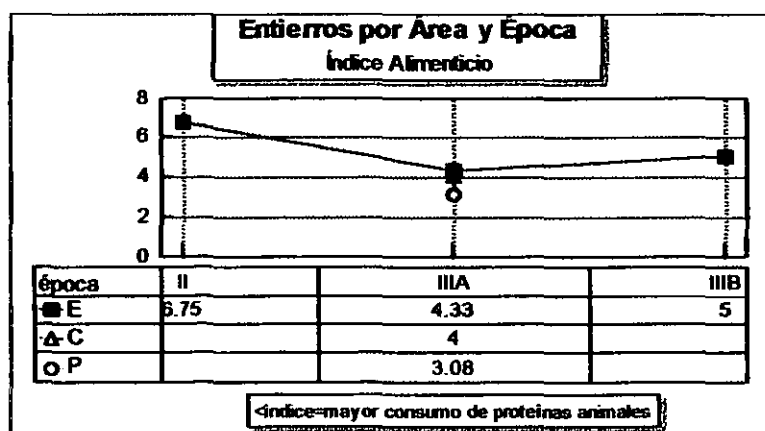 Entierros por Área y Época
Índice Alimenticio
8
6
4
2
0
época II IIIA IIIB
E 6.75 4.33 5
C 4
P 3.08
<índice=mayor consumo de proteinas animales